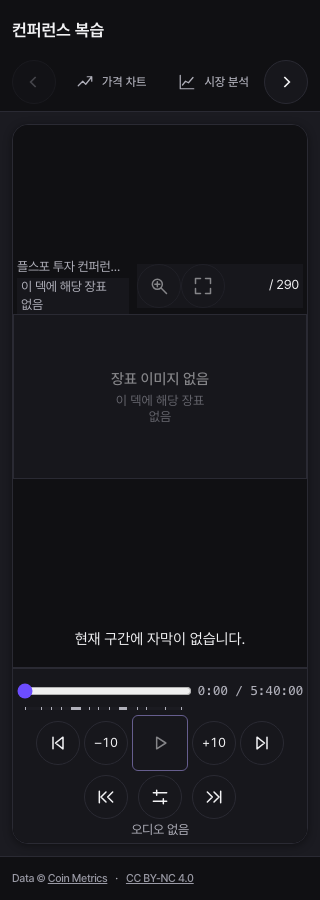 컨퍼런스 복습
가격 차트
시장 분석
플스포 투자 컨퍼런...
이 덱에 해당 장표
없음
/ 290
장표 이미지 없음
이 덱에 해당 장표
없음
현재 구간에 자막이 없습니다.
0:00 / 5:40:00
−10
+10
오디오 없음
Data © Coin Metrics · CC BY-NC 4.0